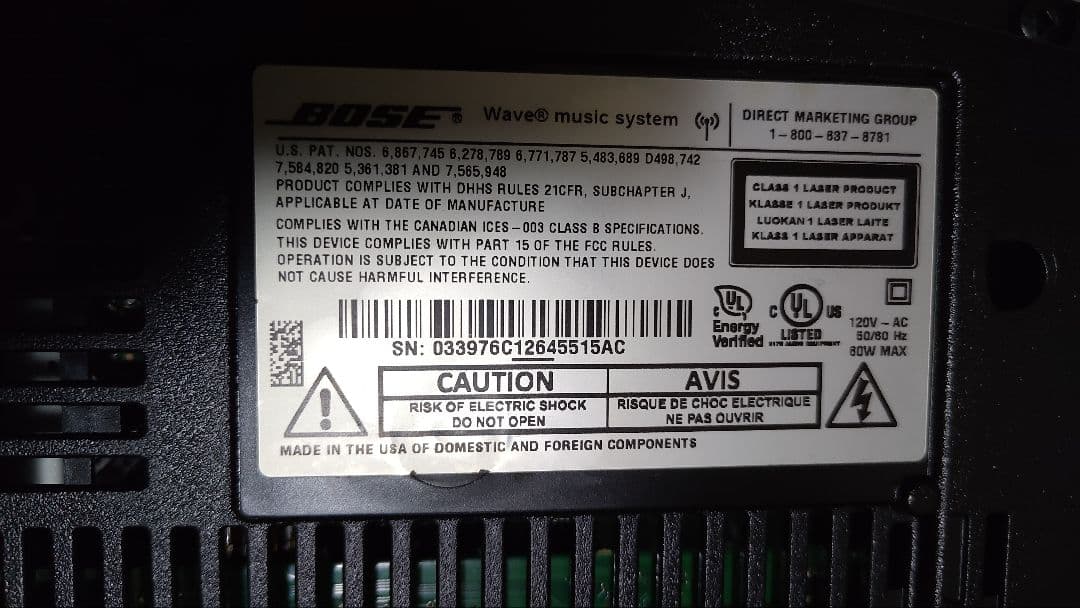 BOSE® Wave® music system
DIRECT MARKETING GROUP
1-800-637-8781
U.S. PAT. NOS. 6,867,745 6,278,789 6,771,787 5,483,689 D498,742
7,584,820 5,361,381 AND 7,565,948
PRODUCT COMPLIES WITH DHHS RULES 21CFR, SUBCHAPTER J,
APPLICABLE AT DATE OF MANUFACTURE
COMPLIES WITH THE CANADIAN ICES-003 CLASS B SPECIFICATIONS.
THIS DEVICE COMPLIES WITH PART 15 OF THE FCC RULES.
OPERATION IS SUBJECT TO THE CONDITION THAT THIS DEVICE DOES
NOT CAUSE HARMFUL INTERFERENCE.
CLASS 1 LASER PRODUCT
KLASSE 1 LASER PRODUKT
LUOKAN 1 LASER LAITE
KLASS 1 LASER APPARAT
SN: 033976C12645515AC
c UL
Energy
Verified
C UL US
LISTED
120V ~ AC
50/60 Hz
60W MAX
CAUTION
RISK OF ELECTRIC SHOCK
DO NOT OPEN
AVIS
RISQUE DE CHOC ELECTRIQUE
NE PAS OUVRIR
MADE IN THE USA OF DOMESTIC AND FOREIGN COMPONENTS